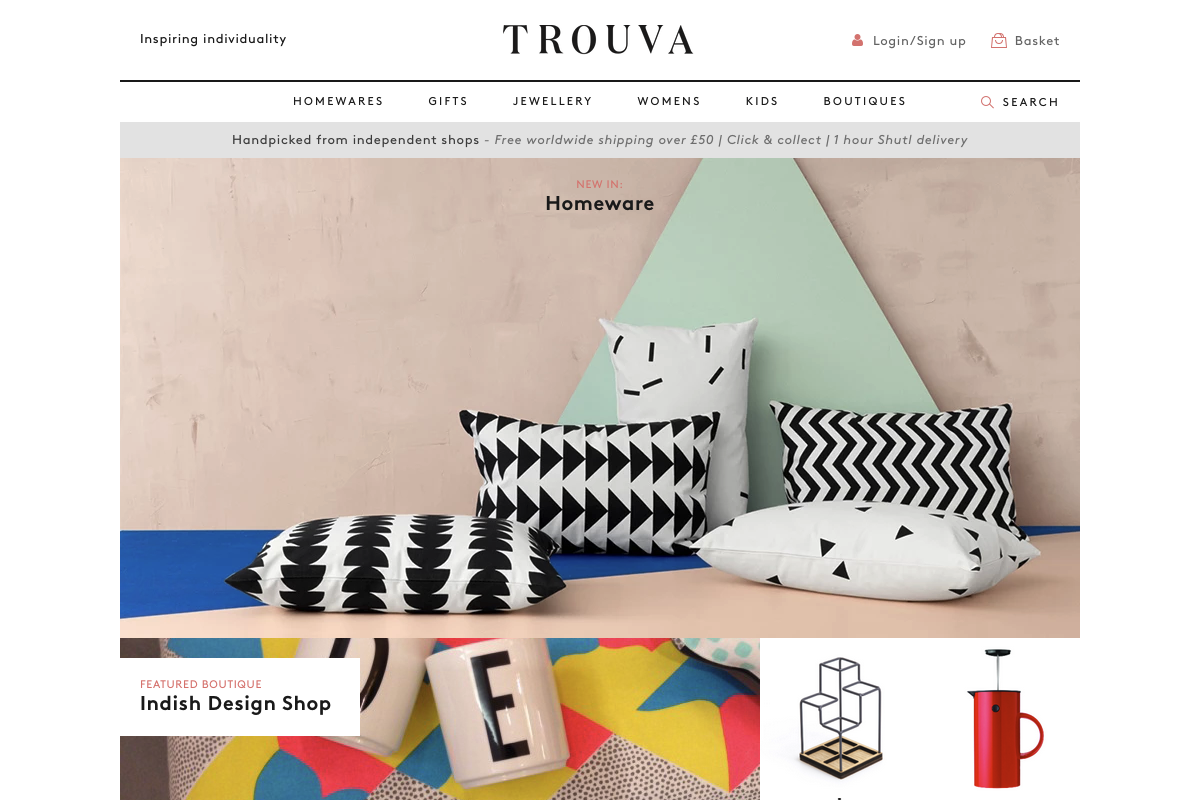 Inspiring individuality
TROUVA
Login/Sign up
Basket
HOMEWARES
GIFTS
JEWELLERY
WOMENS
KIDS
BOUTIQUES
SEARCH
Handpicked from independent shops - Free worldwide shipping over £50 | Click & collect | 1 hour Shutl delivery
NEW IN:
Homeware
FEATURED BOUTIQUE
Indish Design Shop
E